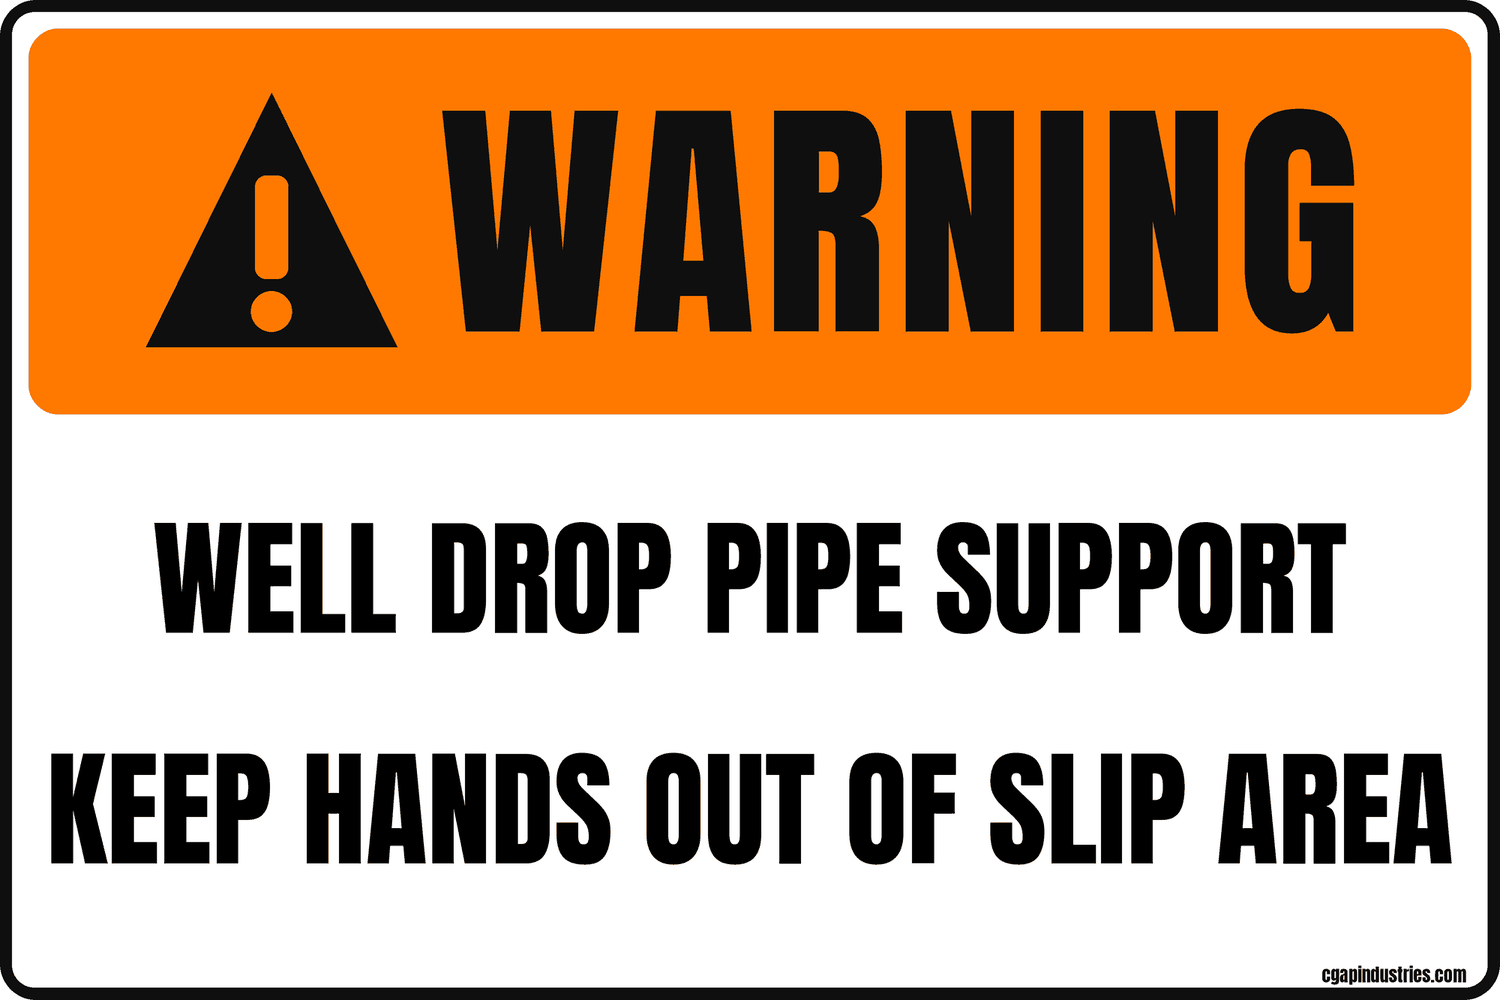 WARNING
WELL DROP PIPE SUPPORT
KEEP HANDS OUT OF SLIP AREA
cgapindustries.com